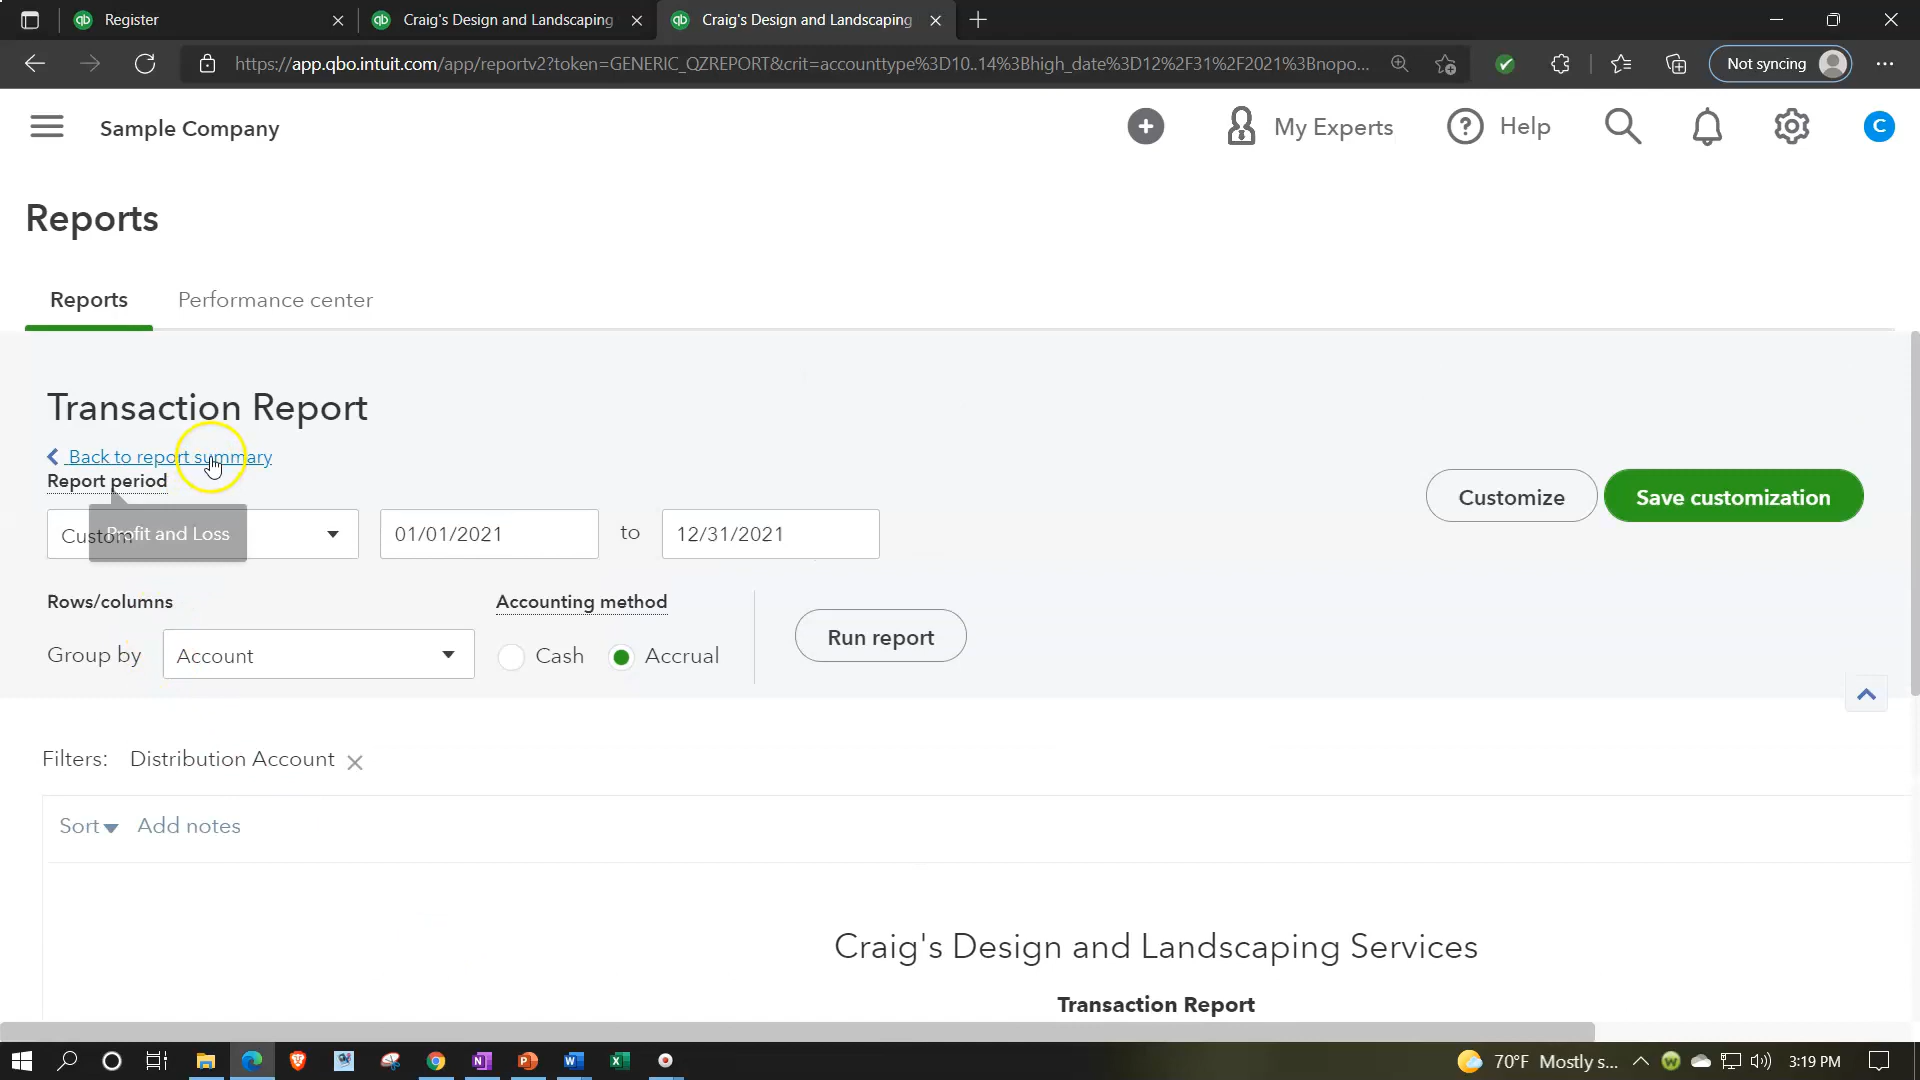 Register
Craig's Design and Landscaping
Craig's Design and Landscaping
https://app.qbo.intuit.com/app/reportv2?token=GENERIC_QZREPORT&crit=accounttype%3D10..14%3Bhigh_date%3D12%2F31%2F2021%3Bnopo...
Not syncing
Sample Company
My Experts
Help
C
Reports
Reports
Performance center
Transaction Report
Back to report summary
Report period
Custom
Profit and Loss
01/01/2021
to
12/31/2021
Customize
Save customization
Rows/columns
Accounting method
Group by
Account
Cash
Accrual
Run report
Filters: Distribution Account
Sort
Add notes
Craig's Design and Landscaping Services
Transaction Report
70°F Mostly s...
3:19 PM